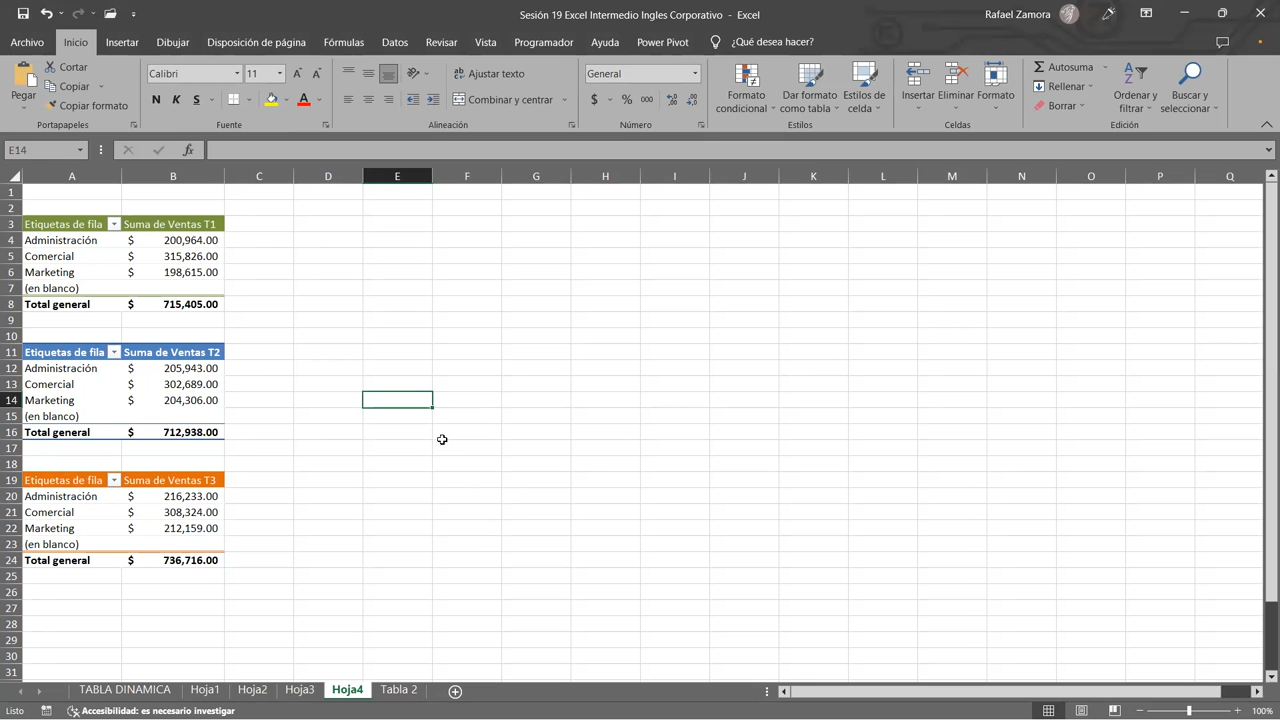 Sesión 19 Excel Intermedio Ingles Corporativo - Excel
Rafael Zamora
Archivo Inicio Insertar Dibujar Disposición de página Fórmulas Datos Revisar Vista Programador Ayuda Power Pivot ¿Qué desea hacer?
Pegar
Cortar
Copiar
Copiar formato
Portapapeles
Calibri 11
N K S
Fuente
Ajustar texto
Combinar y centrar
Alineación
General
$ % 000
Número
Formato condicional
Dar formato como tabla
Estilos de celda
Estilos
Insertar Eliminar Formato
Celdas
Autosuma
Rellenar
Borrar
Ordenar y filtrar
Buscar y seleccionar
Edición
E14 fx
A B C D E F G H I J K L M N O P Q
1
2
3 Etiquetas de fila Suma de Ventas T1
4 Administración $ 200,964.00
5 Comercial $ 315,826.00
6 Marketing $ 198,615.00
7 (en blanco)
8 Total general $ 715,405.00
9
10
11 Etiquetas de fila Suma de Ventas T2
12 Administración $ 205,943.00
13 Comercial $ 302,689.00
14 Marketing $ 204,306.00
15 (en blanco)
16 Total general $ 712,938.00
17
18
19 Etiquetas de fila Suma de Ventas T3
20 Administración $ 216,233.00
21 Comercial $ 308,324.00
22 Marketing $ 212,159.00
23 (en blanco)
24 Total general $ 736,716.00
25
26
27
28
29
30
31
TABLA DINAMICA Hoja1 Hoja2 Hoja3 Hoja4 Tabla 2
Listo Accesibilidad: es necesario investigar 100%